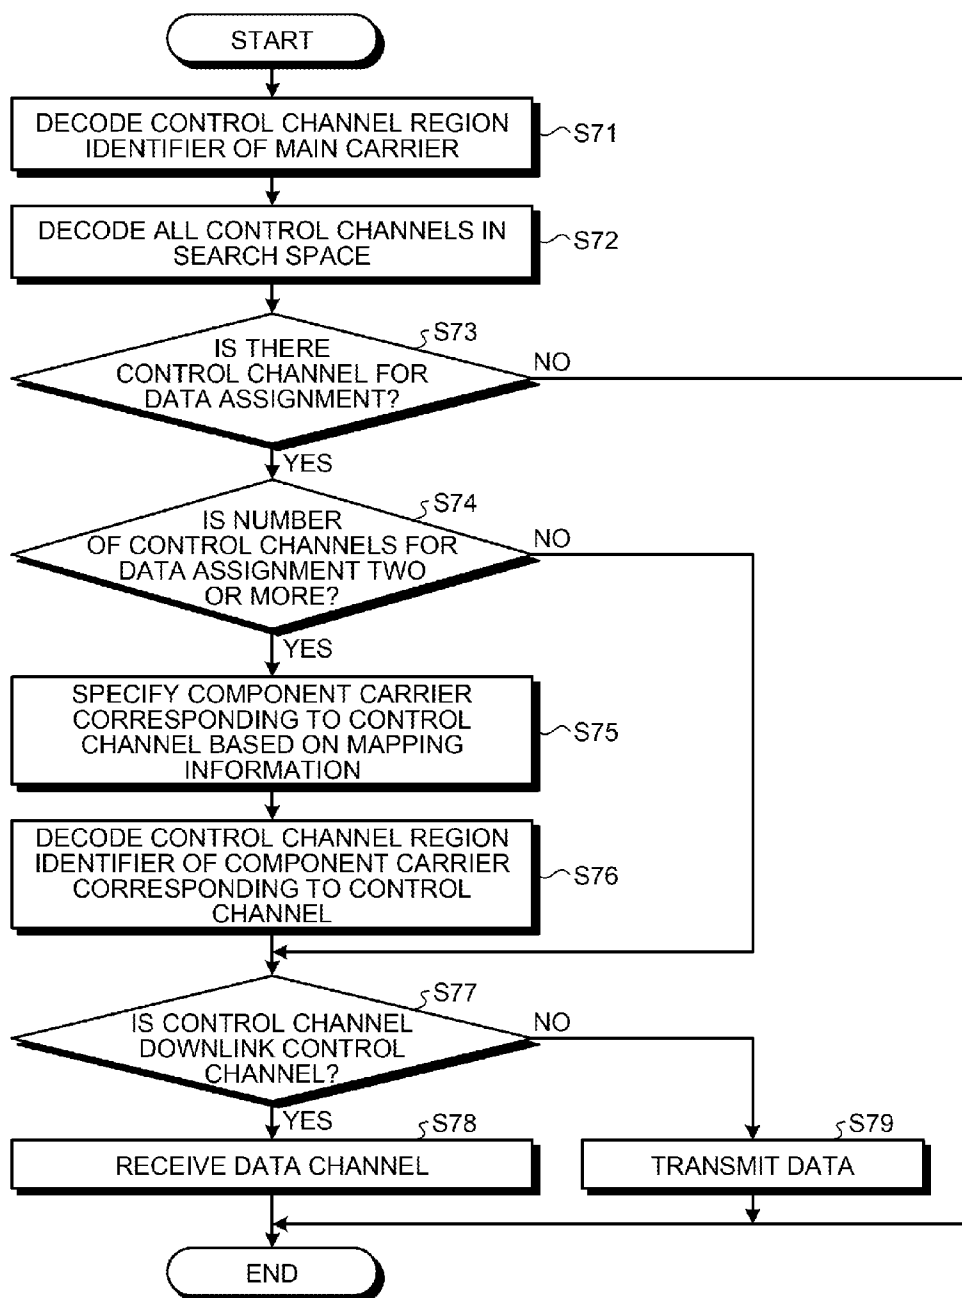 START
DECODE CONTROL CHANNEL REGION
IDENTIFIER OF MAIN CARRIER
S71
DECODE ALL CONTROL CHANNELS IN
SEARCH SPACE
S72
S73
IS THERE
CONTROL CHANNEL FOR
DATA ASSIGNMENT?
NO
YES
S74
IS NUMBER
OF CONTROL CHANNELS FOR
DATA ASSIGNMENT TWO
OR MORE?
NO
YES
SPECIFY COMPONENT CARRIER
CORRESPONDING TO CONTROL
CHANNEL BASED ON MAPPING
INFORMATION
S75
DECODE CONTROL CHANNEL REGION
IDENTIFIER OF COMPONENT CARRIER
CORRESPONDING TO CONTROL
CHANNEL
S76
S77
IS CONTROL CHANNEL
DOWNLINK CONTROL
CHANNEL?
NO
YES
S78
RECEIVE DATA CHANNEL
S79
TRANSMIT DATA
END